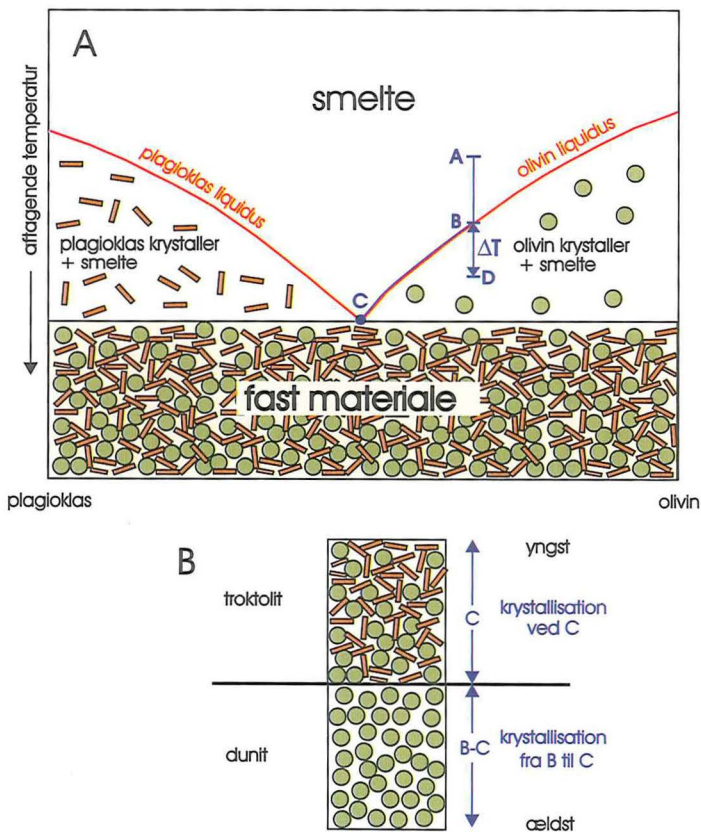 A
aftagende temperatur
smelte
plagioklas liquidus
olivin liquidus
A
B
ΔT
D
plagioklas krystaller
+ smelte
olivin krystaller
+ smelte
C
fast materiale
plagioklas
olivin
B
yngst
troktolit
C
krystallisation
ved C
dunit
B-C
krystallisation
fra B til C
ældst